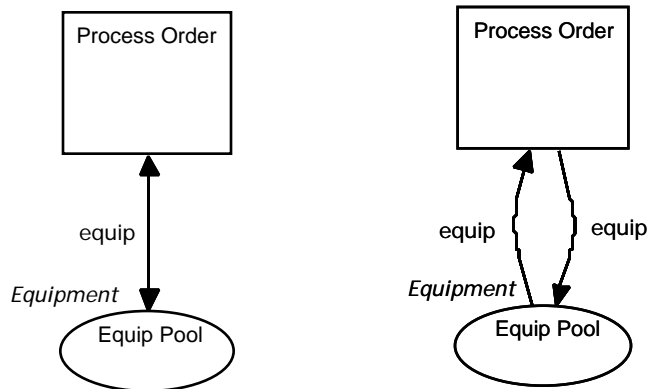 Process Order
equip
Equipment
Equip Pool
Process Order
equip
equip
Equipment
Equip Pool